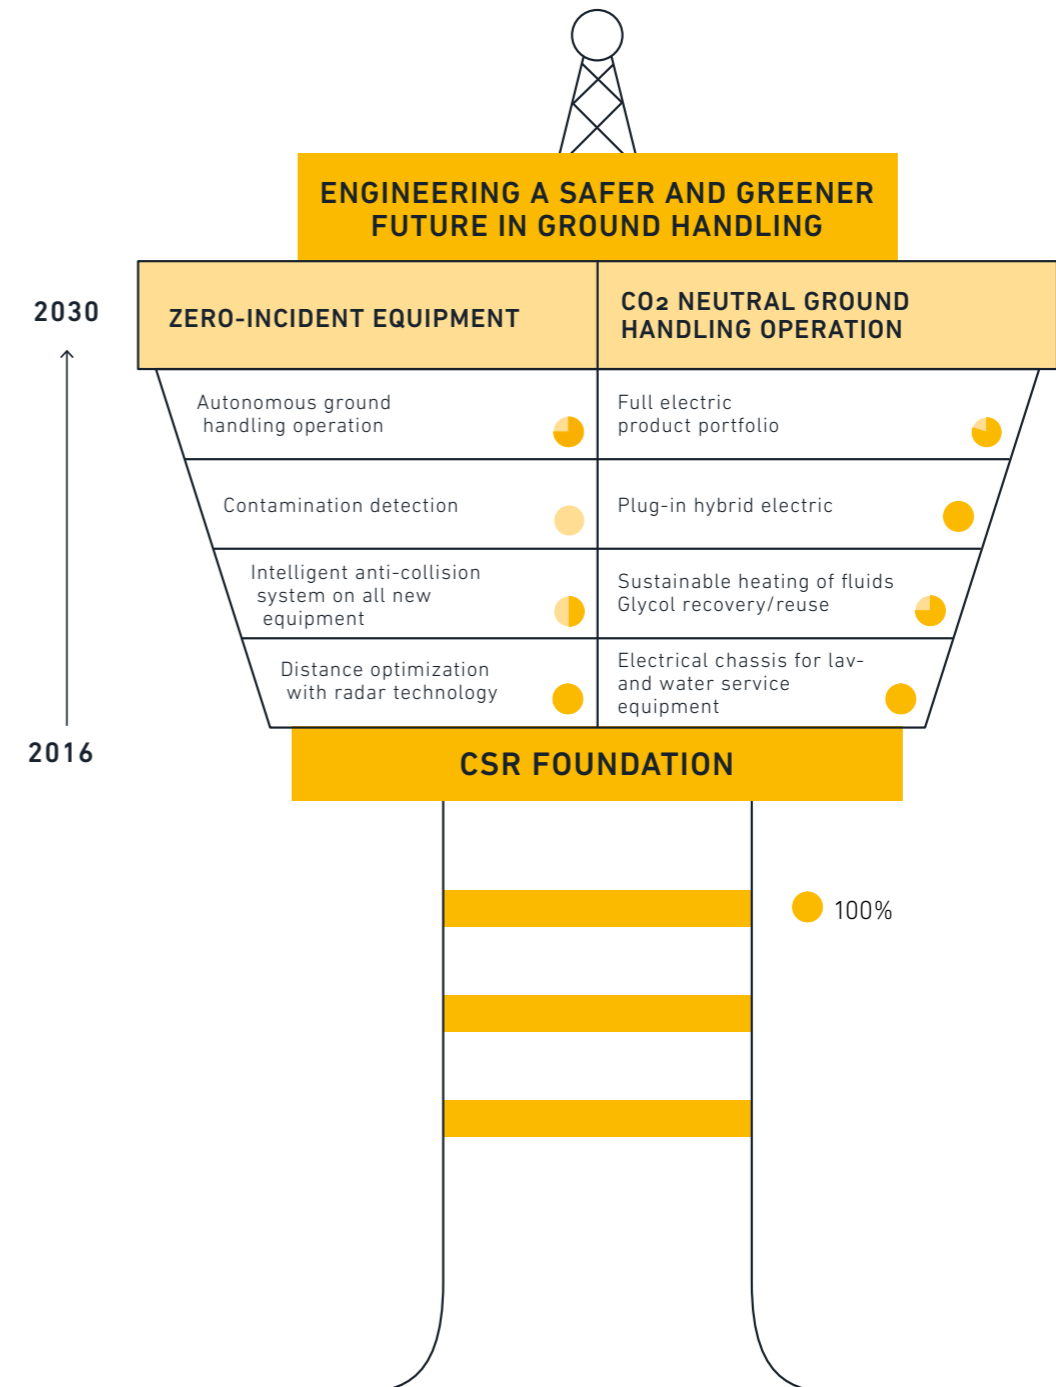 ENGINEERING A SAFER AND GREENER
FUTURE IN GROUND HANDLING
2030
ZERO-INCIDENT EQUIPMENT
CO2 NEUTRAL GROUND
HANDLING OPERATION
Autonomous ground
handling operation
Full electric
product portfolio
Contamination detection
Plug-in hybrid electric
Intelligent anti-collision
system on all new
equipment
Sustainable heating of fluids
Glycol recovery/reuse
Distance optimization
with radar technology
Electrical chassis for lav-
and water service
equipment
2016
CSR FOUNDATION
100%